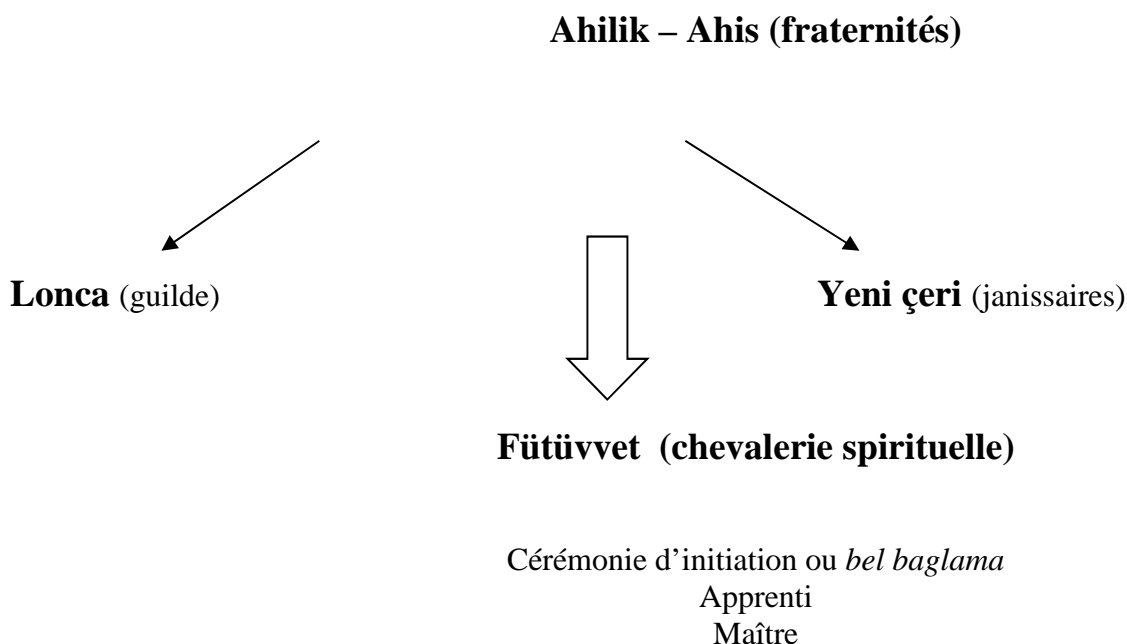 Ahilik – Ahis (fraternités)
Lonca (guilde)
Yeni çeri (janissaires)
Fütüvvet (chevalerie spirituelle)
Cérémonie d’initiation ou bel baglama
Apprenti
Maître